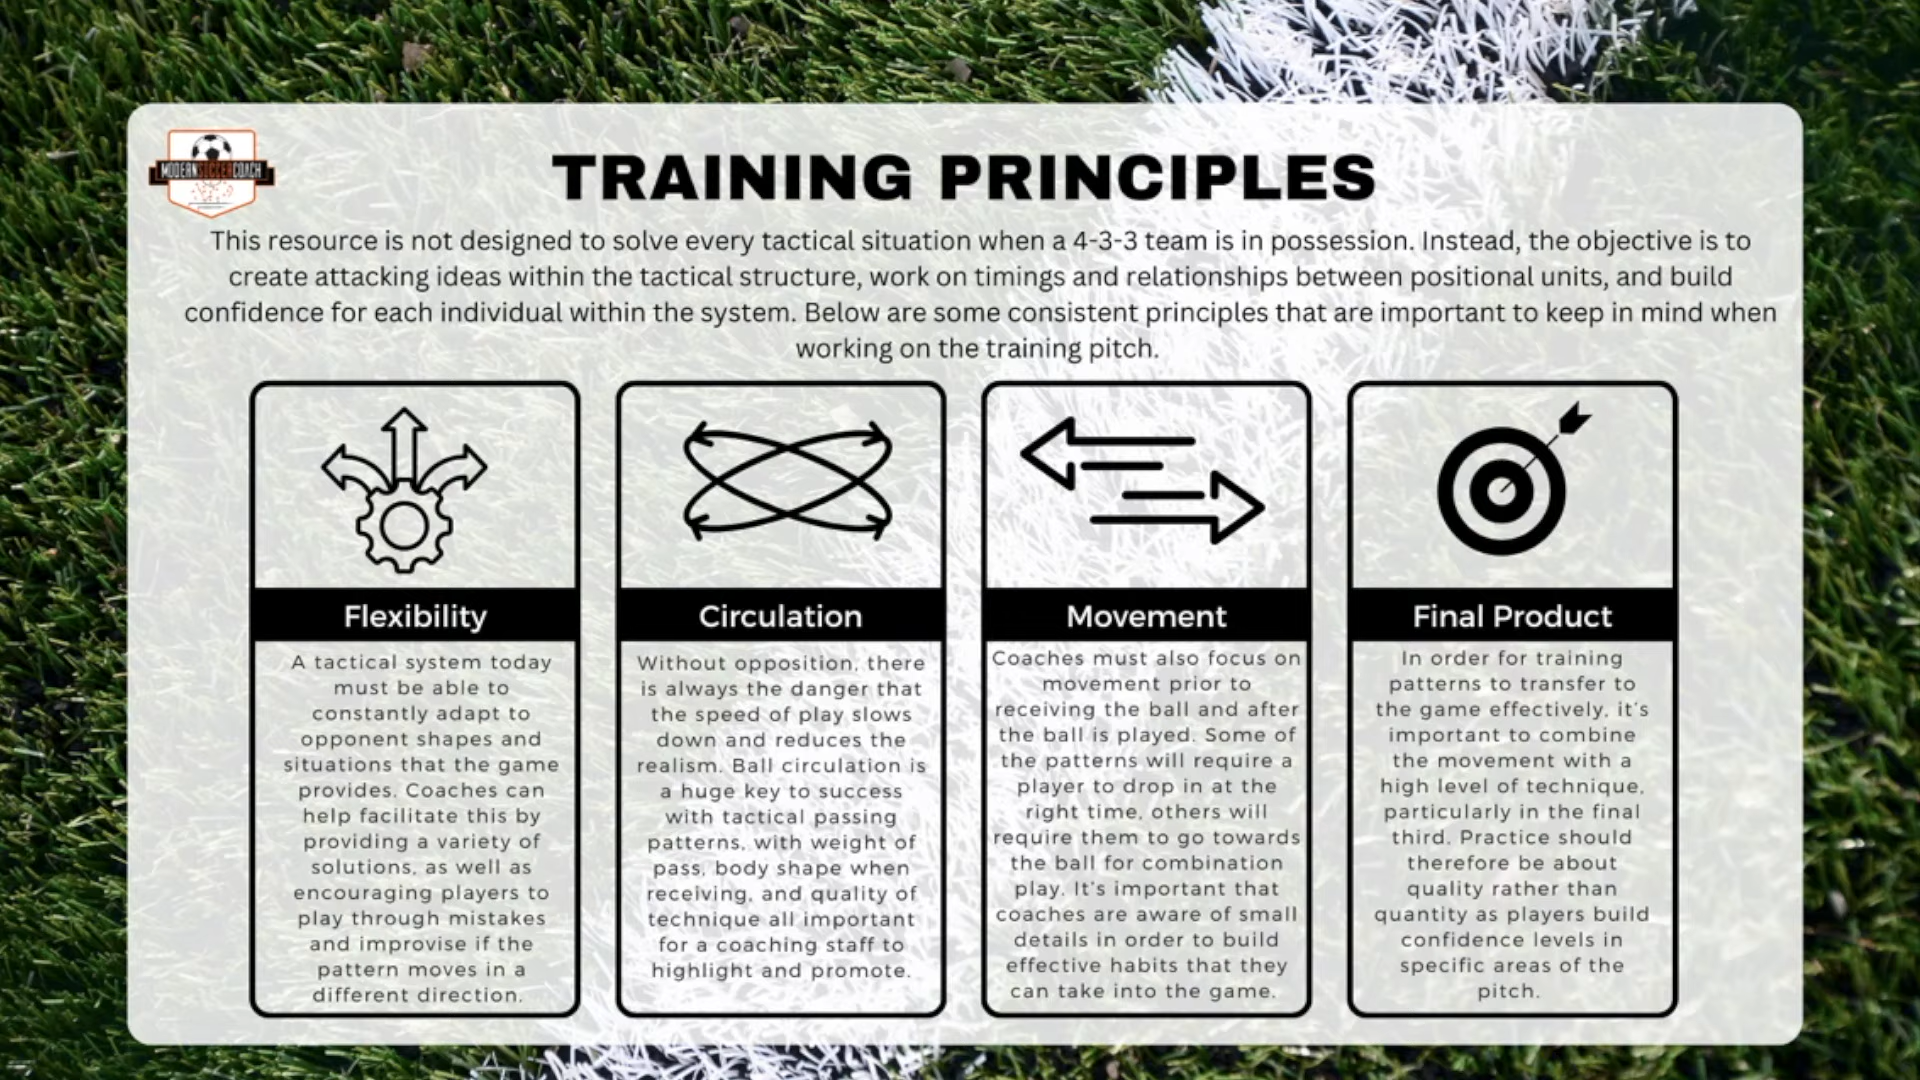 MODERNSOCCERCOACH
TRAINING PRINCIPLES
This resource is not designed to solve every tactical situation when a 4-3-3 team is in possession. Instead, the objective is to
create attacking ideas within the tactical structure, work on timings and relationships between positional units, and build
confidence for each individual within the system. Below are some consistent principles that are important to keep in mind when
working on the training pitch.
Flexibility
A tactical system today
must be able to
constantly adapt to
opponent shapes and
situations that the game
provides. Coaches can
help facilitate this by
providing a variety of
solutions, as well as
encouraging players to
play through mistakes
and improvise if the
pattern moves in a
different direction.
Circulation
Without opposition, there
is always the danger that
the speed of play slows
down and reduces the
realism. Ball circulation is
a huge key to success
with tactical passing
patterns, with weight of
pass, body shape when
receiving, and quality of
technique all important
for a coaching staff to
highlight and promote.
Movement
Coaches must also focus on
movement prior to
receiving the ball and after
the ball is played. Some of
the patterns will require a
player to drop in at the
right time, others will
require them to go towards
the ball for combination
play. It's important that
coaches are aware of small
details in order to build
effective habits that they
can take into the game.
Final Product
In order for training
patterns to transfer to
the game effectively, it's
important to combine
the movement with a
high level of technique,
particularly in the final
third. Practice should
therefore be about
quality rather than
quantity as players build
confidence levels in
specific areas of the
pitch.